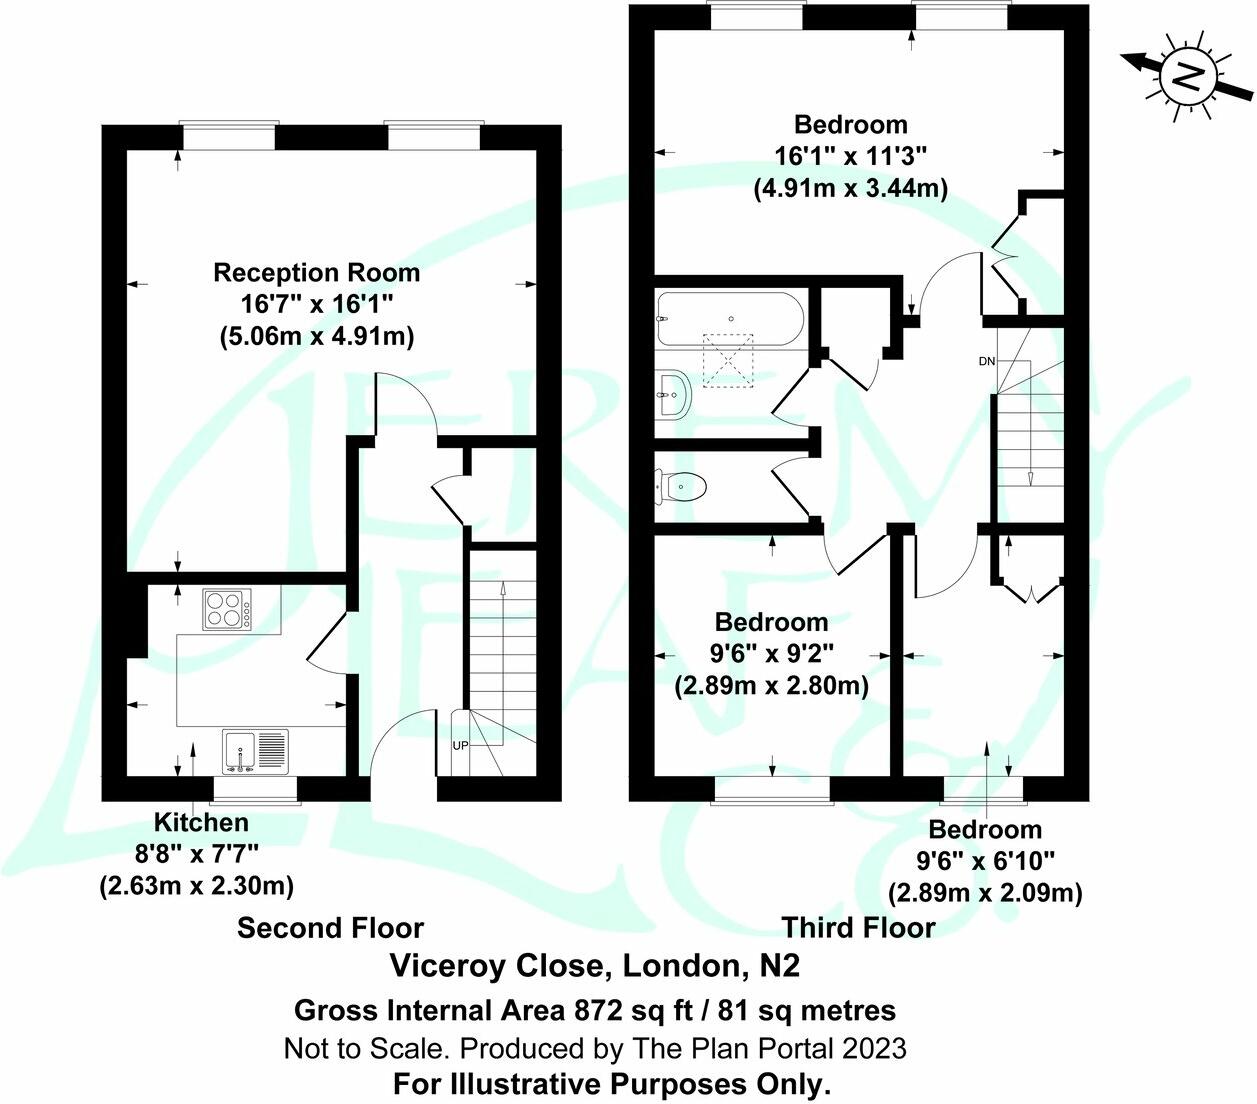 N
Bedroom
16'1" x 11'3"
(4.91m x 3.44m)
Reception Room
16'7" x 16'1"
(5.06m x 4.91m)
DN
Bedroom
9'6" x 9'2"
(2.89m x 2.80m)
UP
Kitchen
8'8" x 7'7"
(2.63m x 2.30m)
Bedroom
9'6" x 6'10"
(2.89m x 2.09m)
JEREMY
LEAF
& Co.
Second Floor
Third Floor
Viceroy Close, London, N2
Gross Internal Area 872 sq ft / 81 sq metres
Not to Scale. Produced by The Plan Portal 2023
For Illustrative Purposes Only.